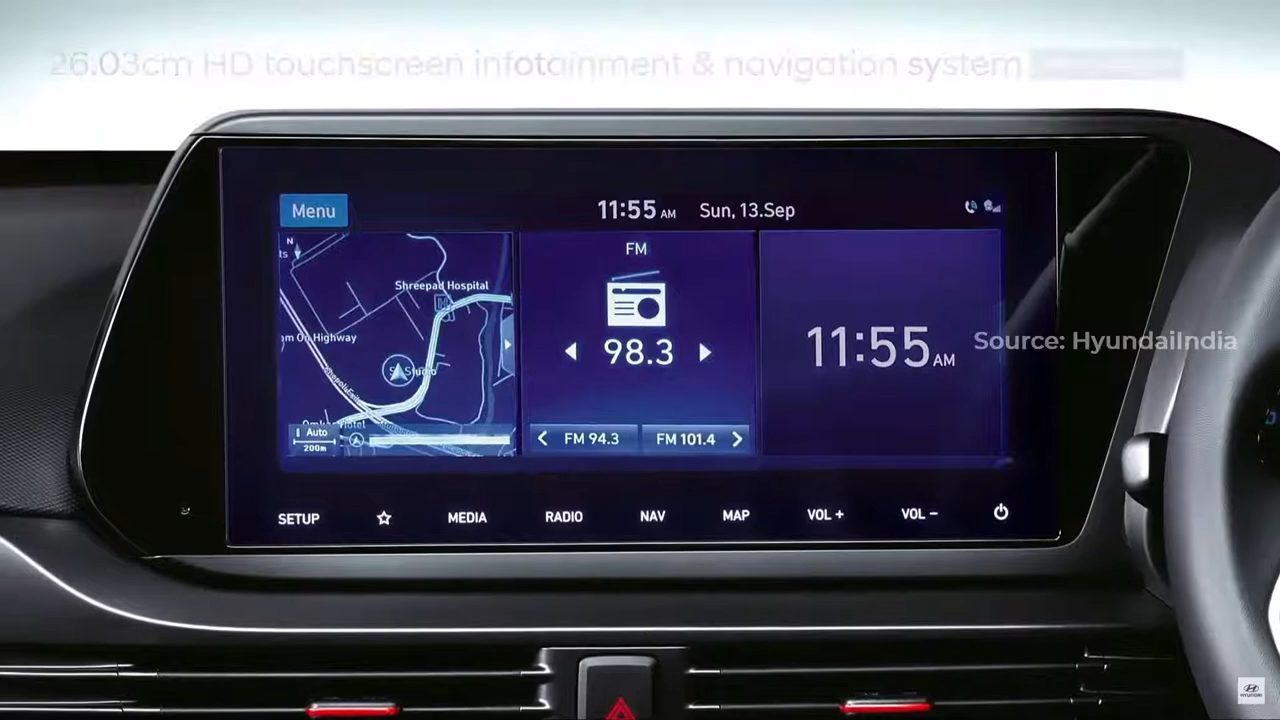 26.03cm HD touchscreen infotainment & navigation system
Menu
11:55 AM Sun, 13.Sep
N
Shreepad Hospital
Highway
Auto
200m
FM
98.3
FM 94.3
FM 101.4
11:55 AM
Source: HyundaiIndia
SETUP MEDIA RADIO NAV MAP VOL + VOL −
HYUNDAI